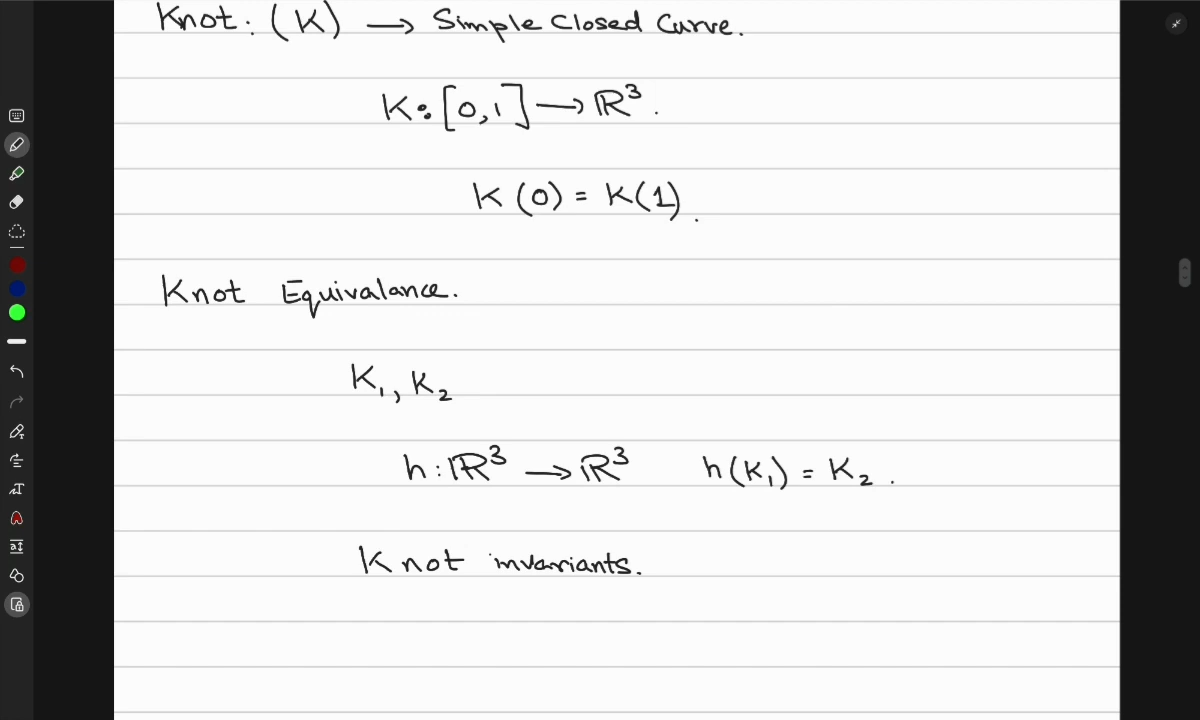 Knot: (K) → Simple Closed Curve.
K: [0,1] → ℝ³.
K(0) = K(1).
Knot Equivalance.
K₁, K₂
h: ℝ³ → ℝ³ h(K₁) = K₂.
Knot invariants.